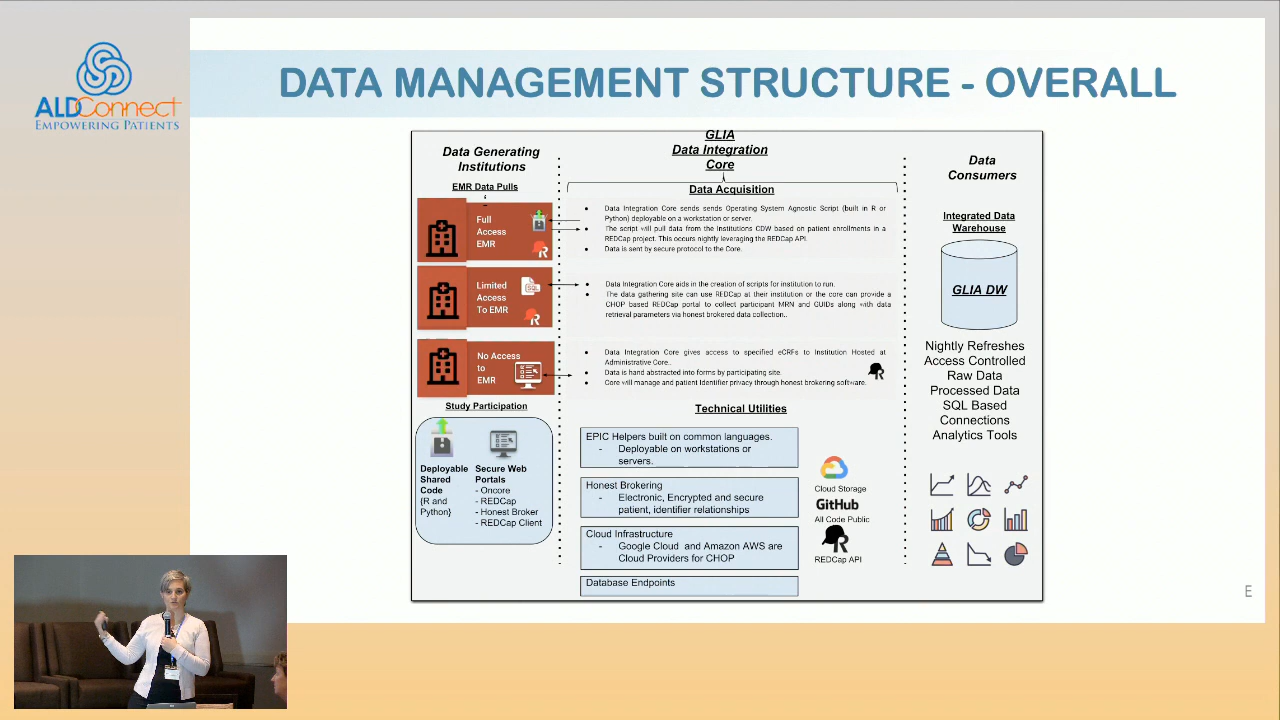 ALDConnect
EMPOWERING PATIENTS
DATA MANAGEMENT STRUCTURE - OVERALL
Data Generating
Institutions
EMR Data Pulls
Full
Access
EMR
R
Limited
Access
To EMR
SQL
R
No Access
to
EMR
Study Participation
Deployable
Shared
Code
(R and
Python)
Secure Web
Portals
- Oncore
- REDCap
- Honest Broker
- REDCap Client
GLIA
Data Integration
Core
Data Acquisition
• Data Integration Core sends sends Operating System Agnostic Script (built in R or
Python) deployable on a workstation or server.
• The script will pull data from the Institutions CDW based on patient enrollments in a
REDCap project. This occurs nightly leveraging the REDCap API.
• Data is sent by secure protocol to the Core.
• Data Integration Core aids in the creation of scripts for institution to run.
• The data gathering site can use REDCap at their institution or the core can provide a
CHOP based REDCap portal to collect participant MRN and GUIDs along with data
retrieval parameters via honest brokered data collection..
• Data Integration Core gives access to specified eCRFs to Institution Hosted at
Administrative Core..
• Data is hand abstracted into forms by participating site.
• Core will manage and patient Identifier privacy through honest brokering software.
R
Technical Utilities
EPIC Helpers built on common languages.
- Deployable on workstations or
servers.
Honest Brokering
- Electronic, Encrypted and secure
patient, identifier relationships
Cloud Infrastructure
- Google Cloud and Amazon AWS are
Cloud Providers for CHOP
Database Endpoints
Cloud Storage
GitHub
All Code Public
R
REDCap API
Data
Consumers
Integrated Data
Warehouse
GLIA DW
Nightly Refreshes
Access Controlled
Raw Data
Processed Data
SQL Based
Connections
Analytics Tools
E